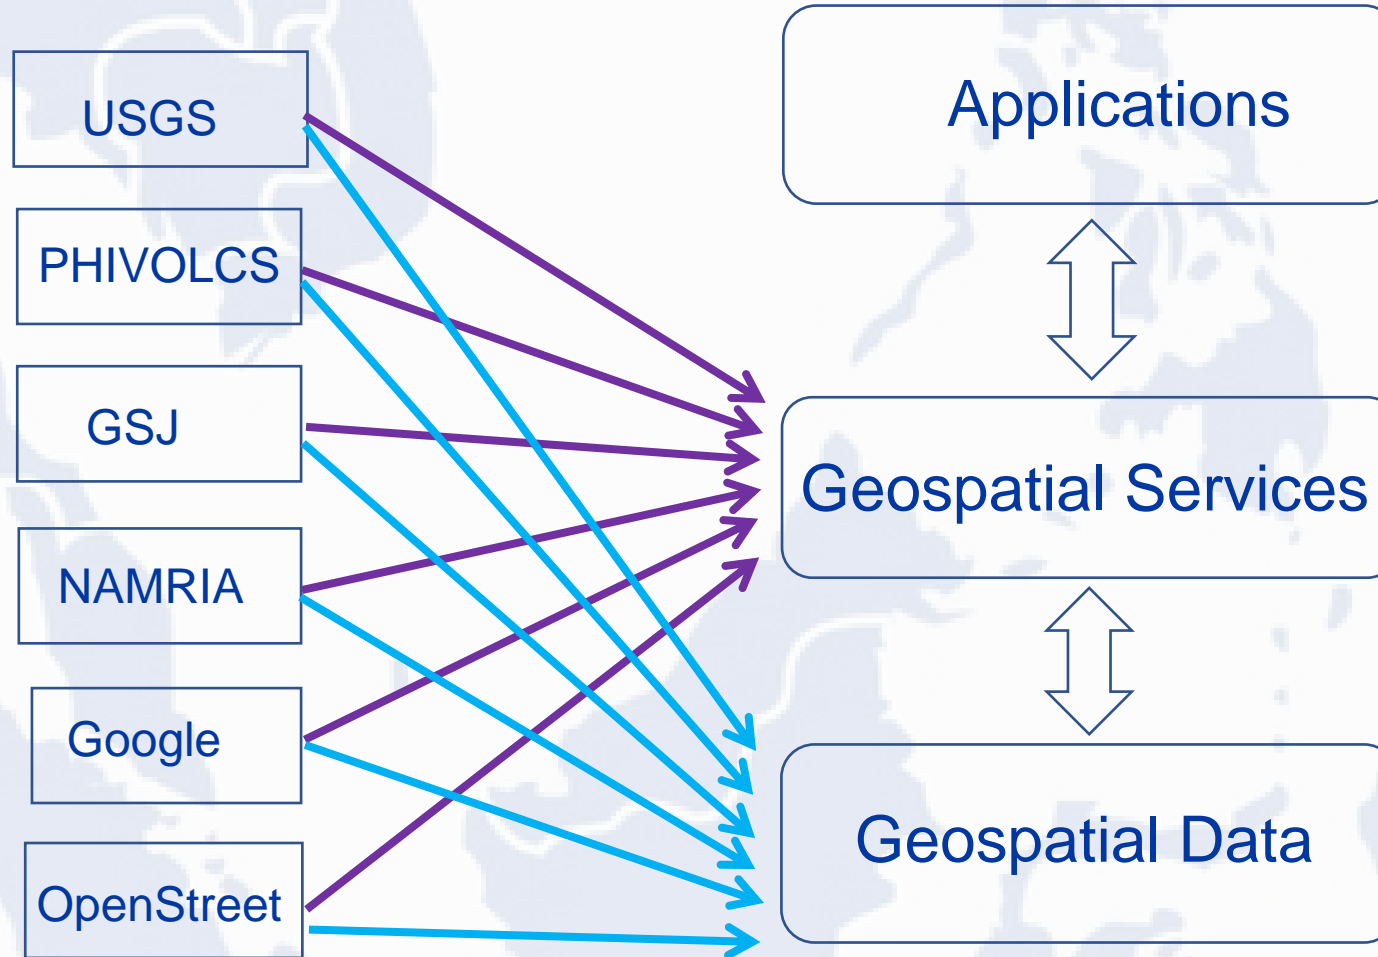 USGS
PHIVOLCS
GSJ
NAMRIA
Google
OpenStreet
Applications
Geospatial Services
Geospatial Data